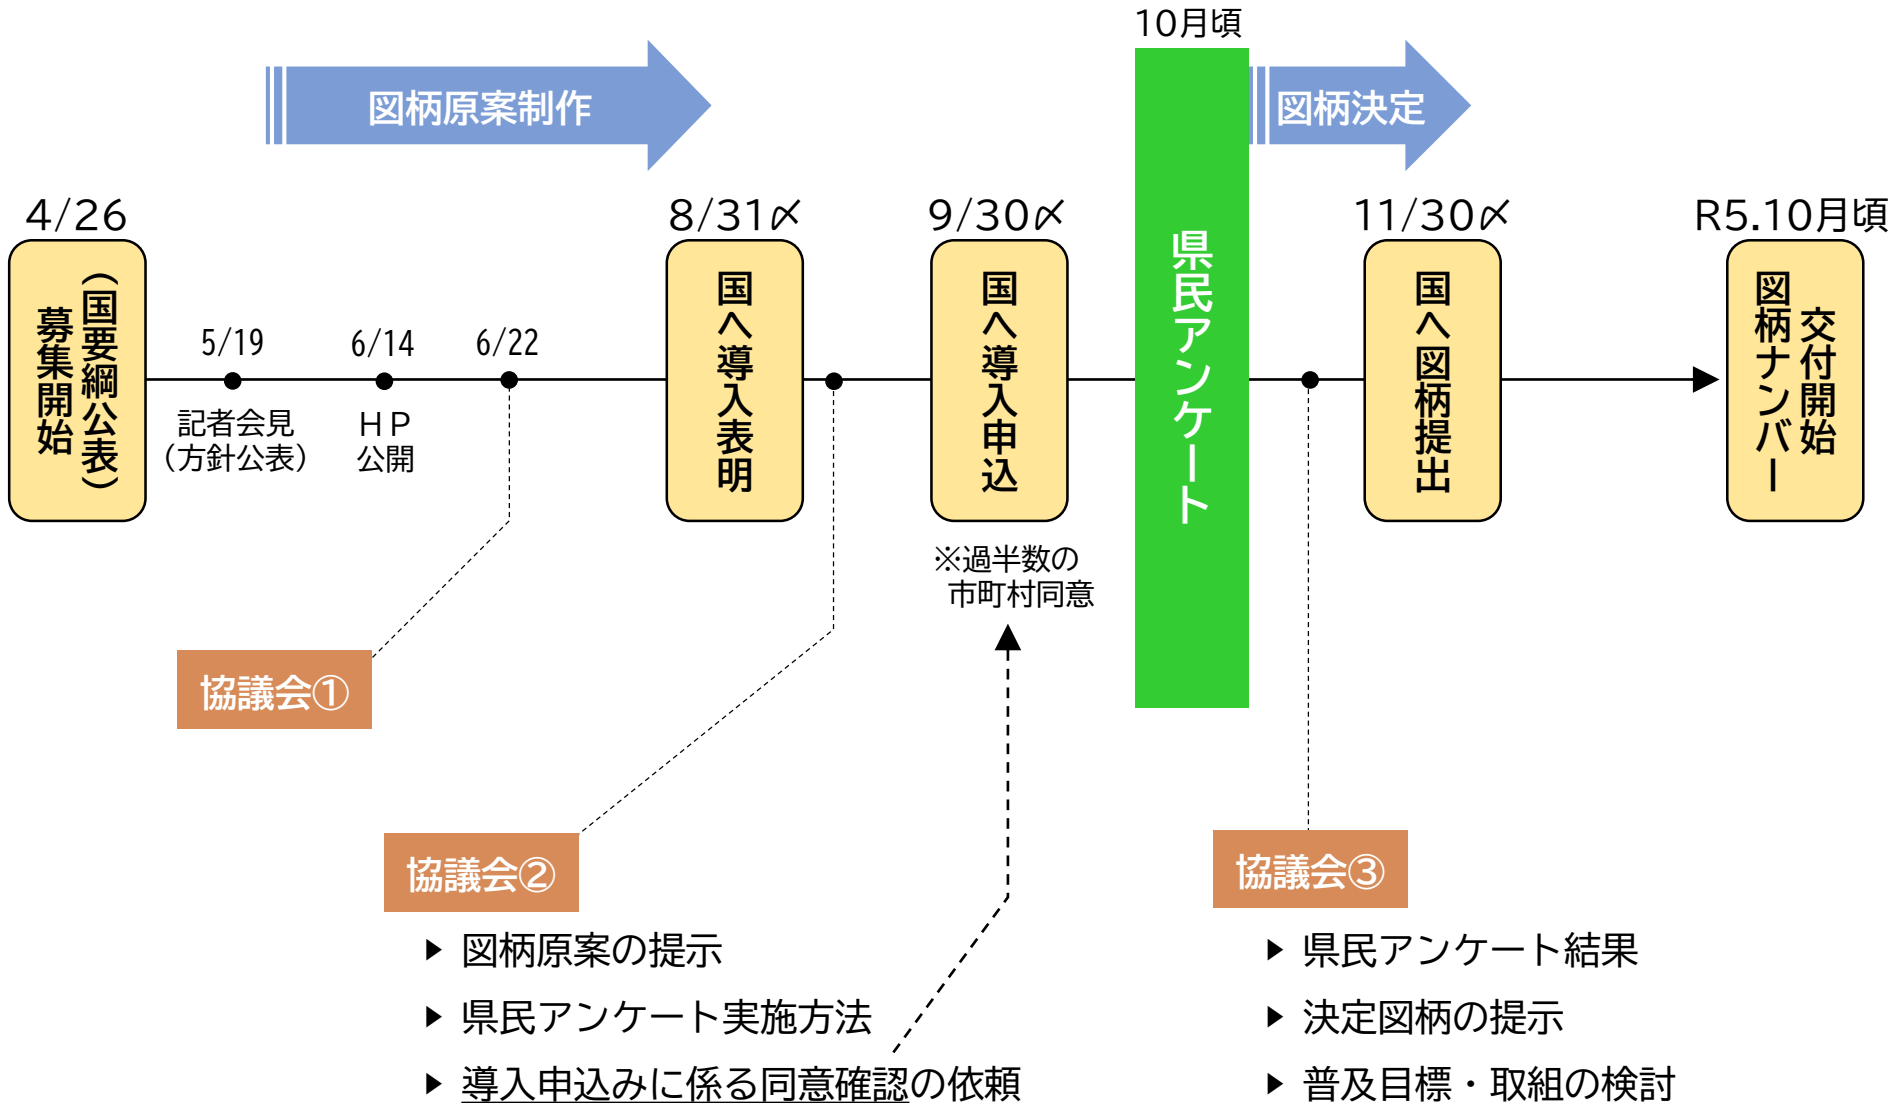 10月頃
図柄原案制作
図柄決定
4/26
8/31〆
9/30〆
11/30〆
R5.10月頃
（国要綱公表）
募集開始
5/19
記者会見
（方針公表）
6/14
ＨＰ
公開
6/22
国へ導入表明
国へ導入申込
※過半数の
市町村同意
県民アンケート
国へ図柄提出
交付開始
図柄ナンバー
協議会①
協議会②
▶ 図柄原案の提示
▶ 県民アンケート実施方法
▶ 導入申込みに係る同意確認の依頼
協議会③
▶ 県民アンケート結果
▶ 決定図柄の提示
▶ 普及目標・取組の検討